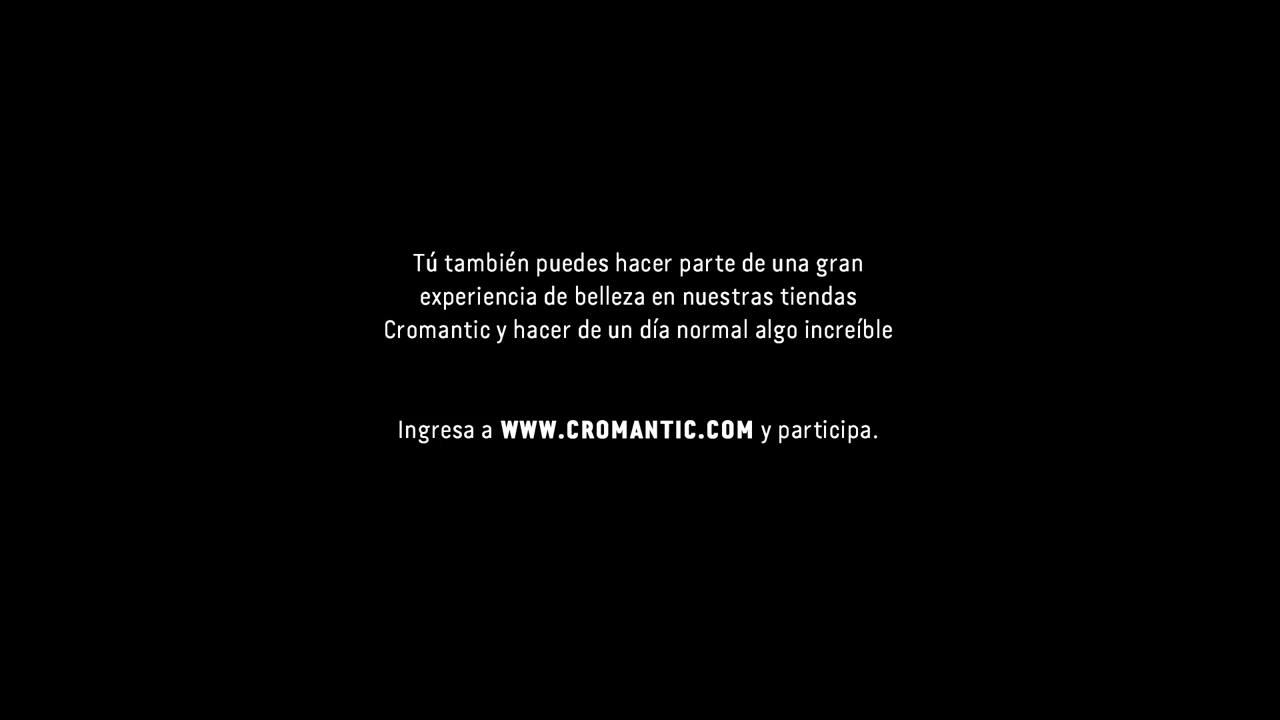 Tú también puedes hacer parte de una gran
experiencia de belleza en nuestras tiendas
Cromantic y hacer de un día normal algo increíble
Ingresa a WWW.CROMANTIC.COM y participa.